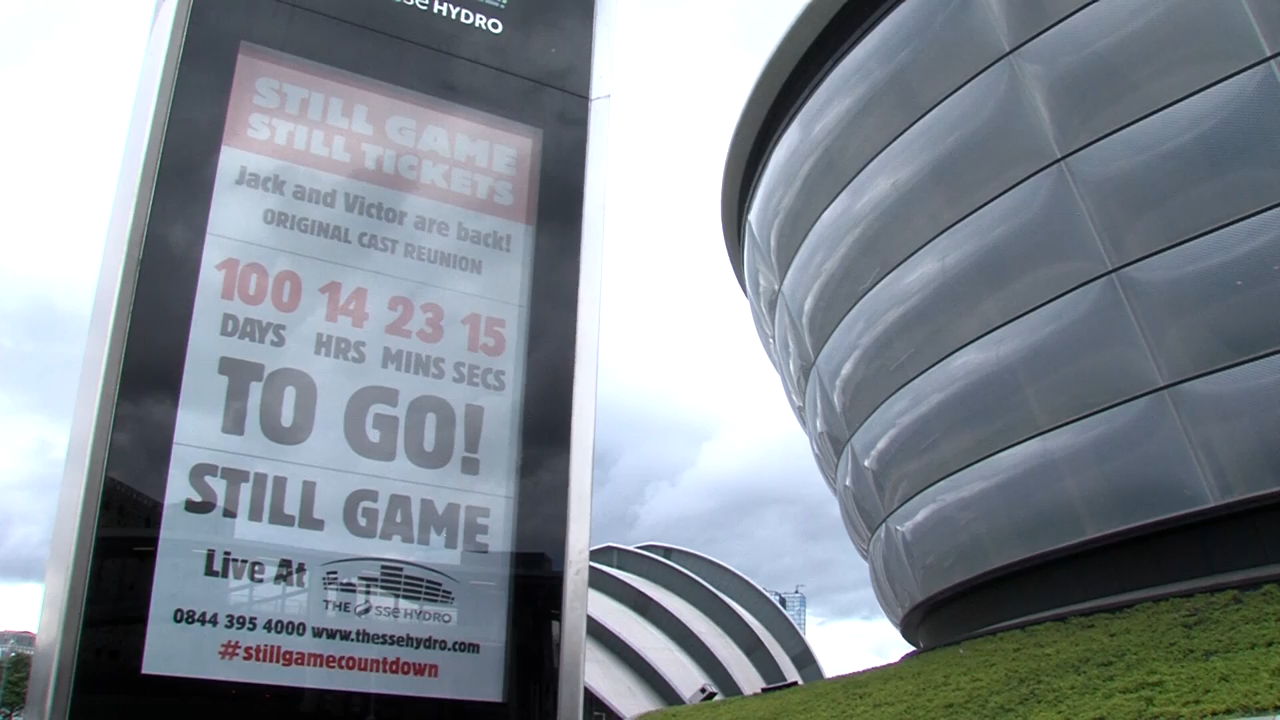 HYDRO
STILL GAME
STILL TICKETS
Jack and Victor are back!
ORIGINAL CAST REUNION
100 14 23 15
DAYS HRS MINS SECS
TO GO!
STILL GAME
Live At
THE sse HYDRO
0844 395 4000 www.thessehydro.com
#stillgamecountdown